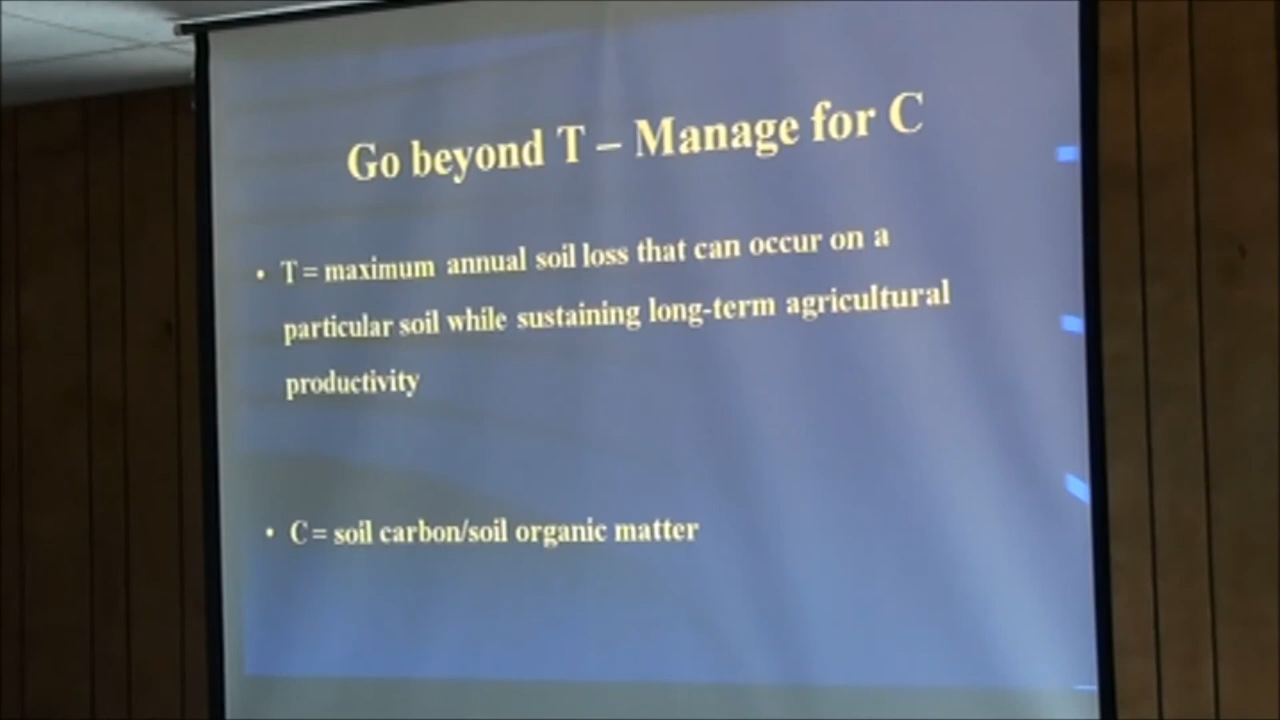 Go beyond T – Manage for C
• T = maximum annual soil loss that can occur on a
particular soil while sustaining long-term agricultural
productivity
• C = soil carbon/soil organic matter